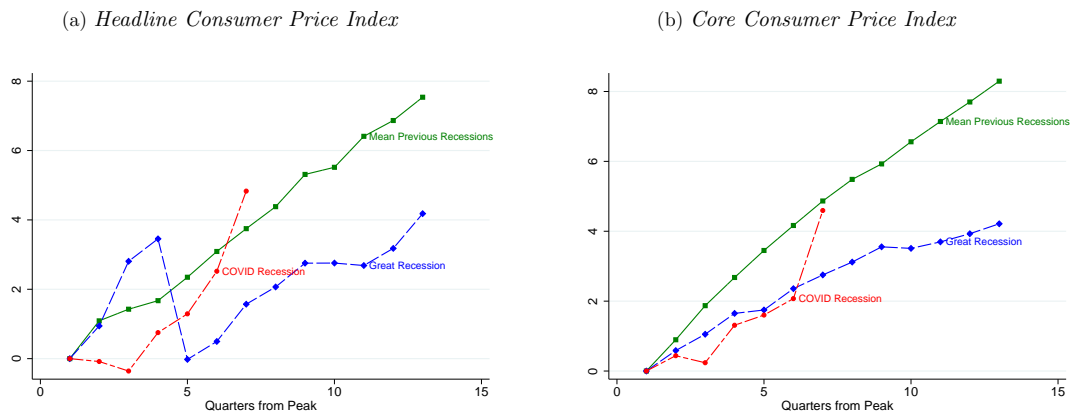 (a) Headline Consumer Price Index
8
6
4
2
0
Mean Previous Recessions
COVID Recession
Great Recession
0 5 10 15
Quarters from Peak
(b) Core Consumer Price Index
8
6
4
2
0
Mean Previous Recessions
Great Recession
COVID Recession
0 5 10 15
Quarters from Peak